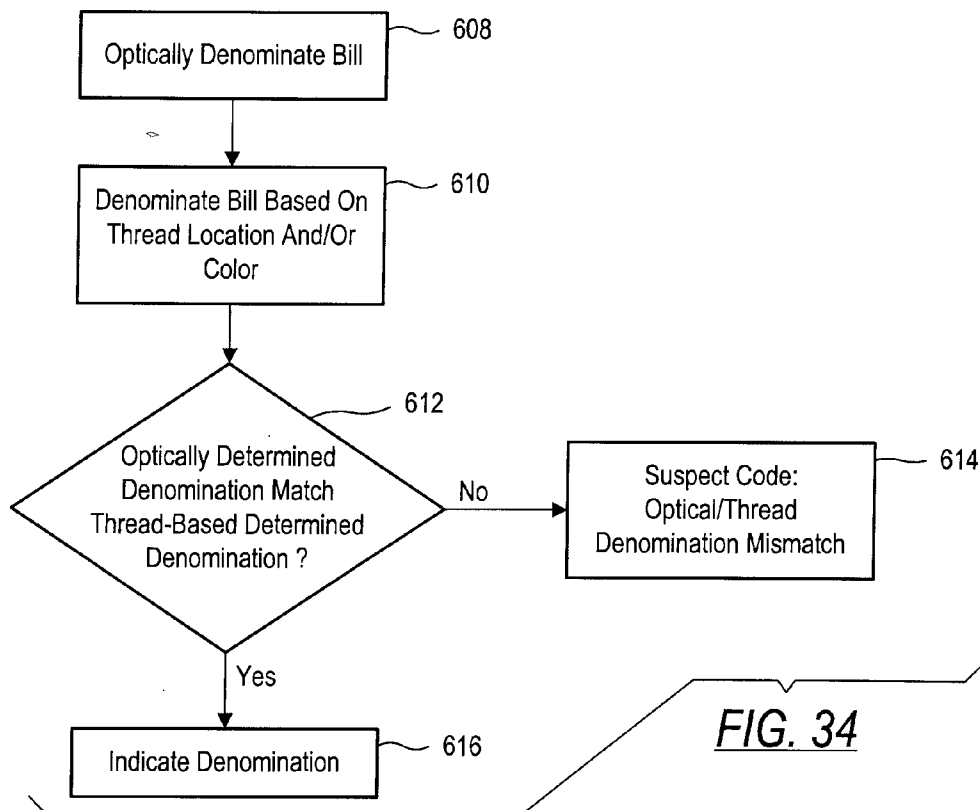 Optically Denominate Bill
608
Denominate Bill Based On
Thread Location And/Or
Color
610
Optically Determined
Denomination Match
Thread-Based Determined
Denomination ?
612
No
Suspect Code:
Optical/Thread
Denomination Mismatch
614
Yes
Indicate Denomination
616
FIG. 34